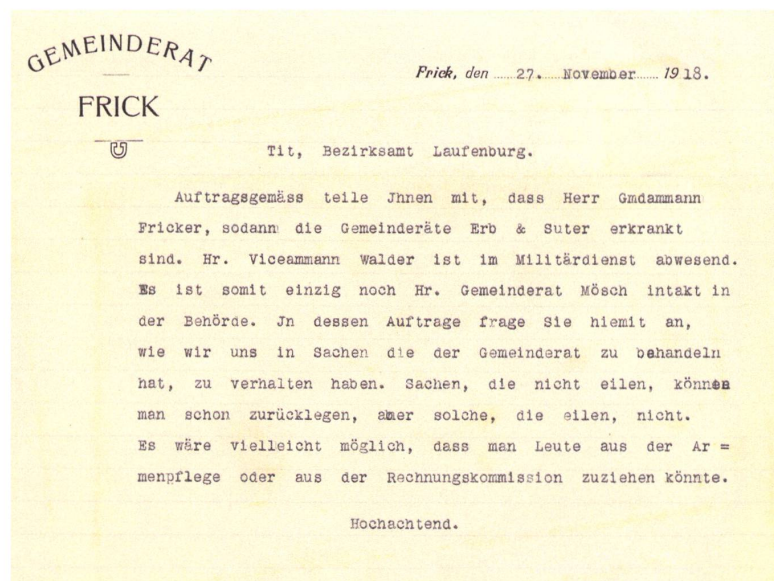 GEMEINDERAT
FRICK
Frick, den ......27. ... November ...... 1918.
Tit, Bezirksamt Laufenburg.
Auftragsgemäss teile Jhnen mit, dass Herr Gmdammann
Fricker, sodann die Gemeinderäte Erb & Suter erkrankt
sind. Hr. Viceammann Walder ist im Militärdienst abwesend.
Es ist somit einzig noch Hr. Gemeinderat Mösch intakt in
der Behörde. Jn dessen Auftrage frage Sie hiemit an,
wie wir uns in Sachen die der Gemeinderat zu behandeln
hat, zu verhalten haben. Sachen, die nicht eilen, können
man schon zurücklegen, aber solche, die eilen, nicht.
Es wäre vielleicht möglich, dass man Leute aus der Ar =
menpflege oder aus der Rechnungskommission zuziehen könnte.
Hochachtend.